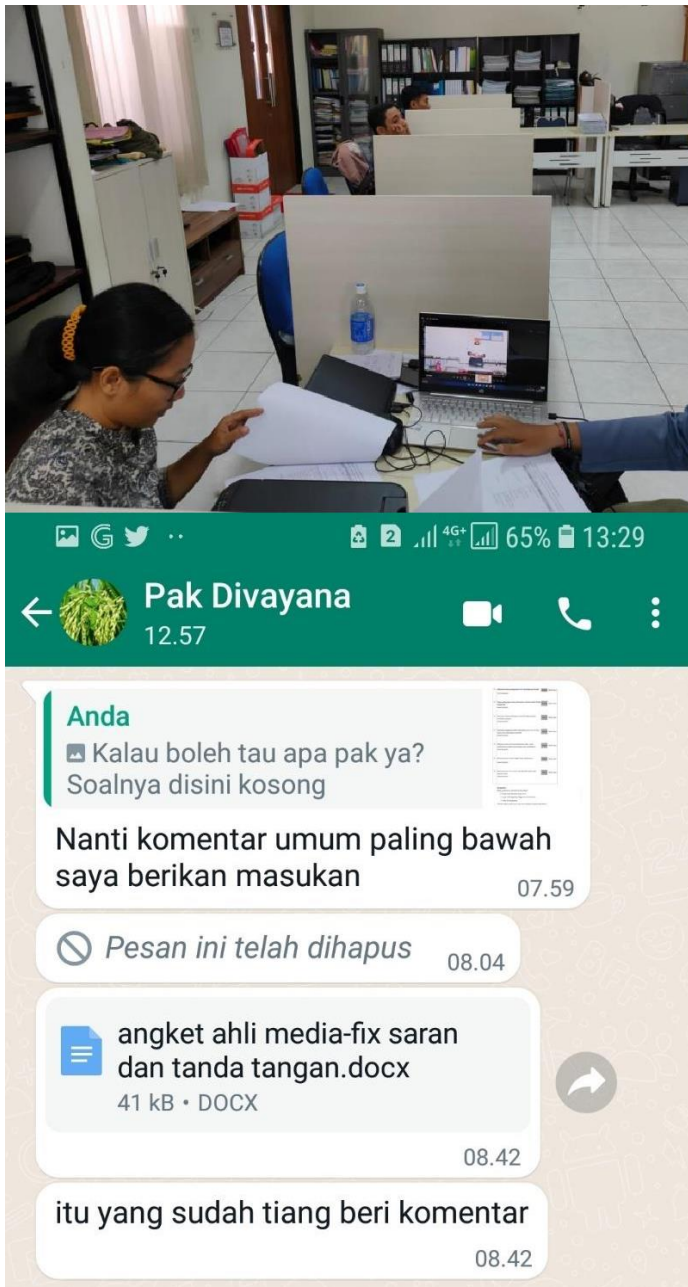 2 4G+ 65% 13:29
Pak Divayana
12.57
Anda
Kalau boleh tau apa pak ya?
Soalnya disini kosong
Nanti komentar umum paling bawah
saya berikan masukan
07.59
Pesan ini telah dihapus 08.04
angket ahli media-fix saran
dan tanda tangan.docx
41 kB • DOCX
08.42
itu yang sudah tiang beri komentar
08.42